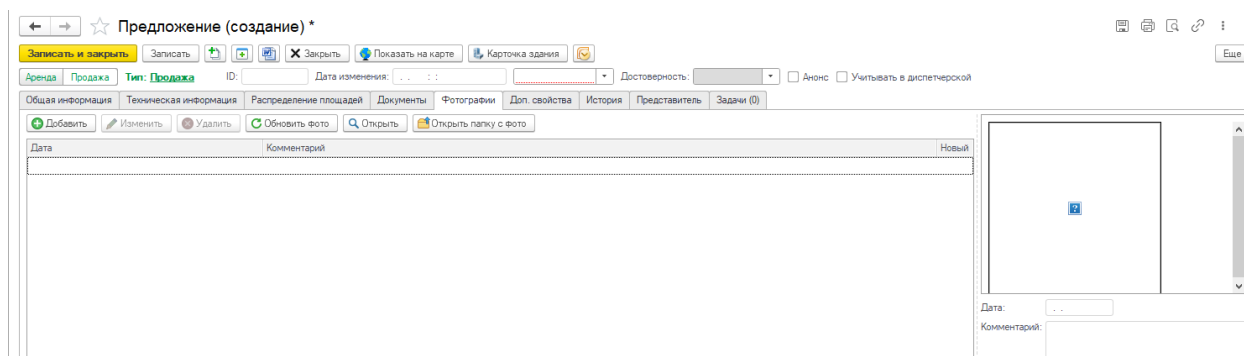 Предложение (создание) *
Записать и закрыть Записать Закрыть Показать на карте Карточка здания Еще
Аренда Продажа Тип: Продажа ID: Дата изменения: . . : : Достоверность: Анонс Учитывать в диспетчерской
Общая информация Техническая информация Распределение площадей Документы Фотографии Доп. свойства История Представитель Задачи (0)
Добавить Изменить Удалить Обновить фото Открыть Открыть папку с фото
Дата Комментарий Новый
?
Дата: . .
Комментарий: